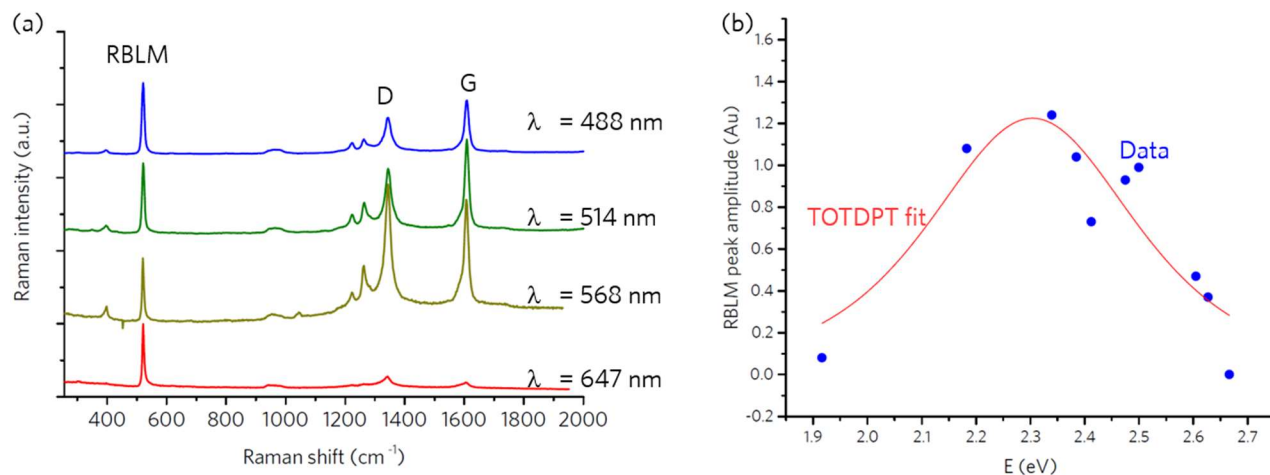 (a)
RBLM
D
G
λ = 488 nm
λ = 514 nm
λ = 568 nm
λ = 647 nm
Raman intensity (a.u.)
400 600 800 1000 1200 1400 1600 1800 2000
Raman shift (cm⁻¹)
(b)
1.6
1.4
1.2
1.0
0.8
0.6
0.4
0.2
0.0
-0.2
RBLM peak amplitude (Au)
Data
TOTDPT fit
1.9 2.0 2.1 2.2 2.3 2.4 2.5 2.6 2.7
E (eV)